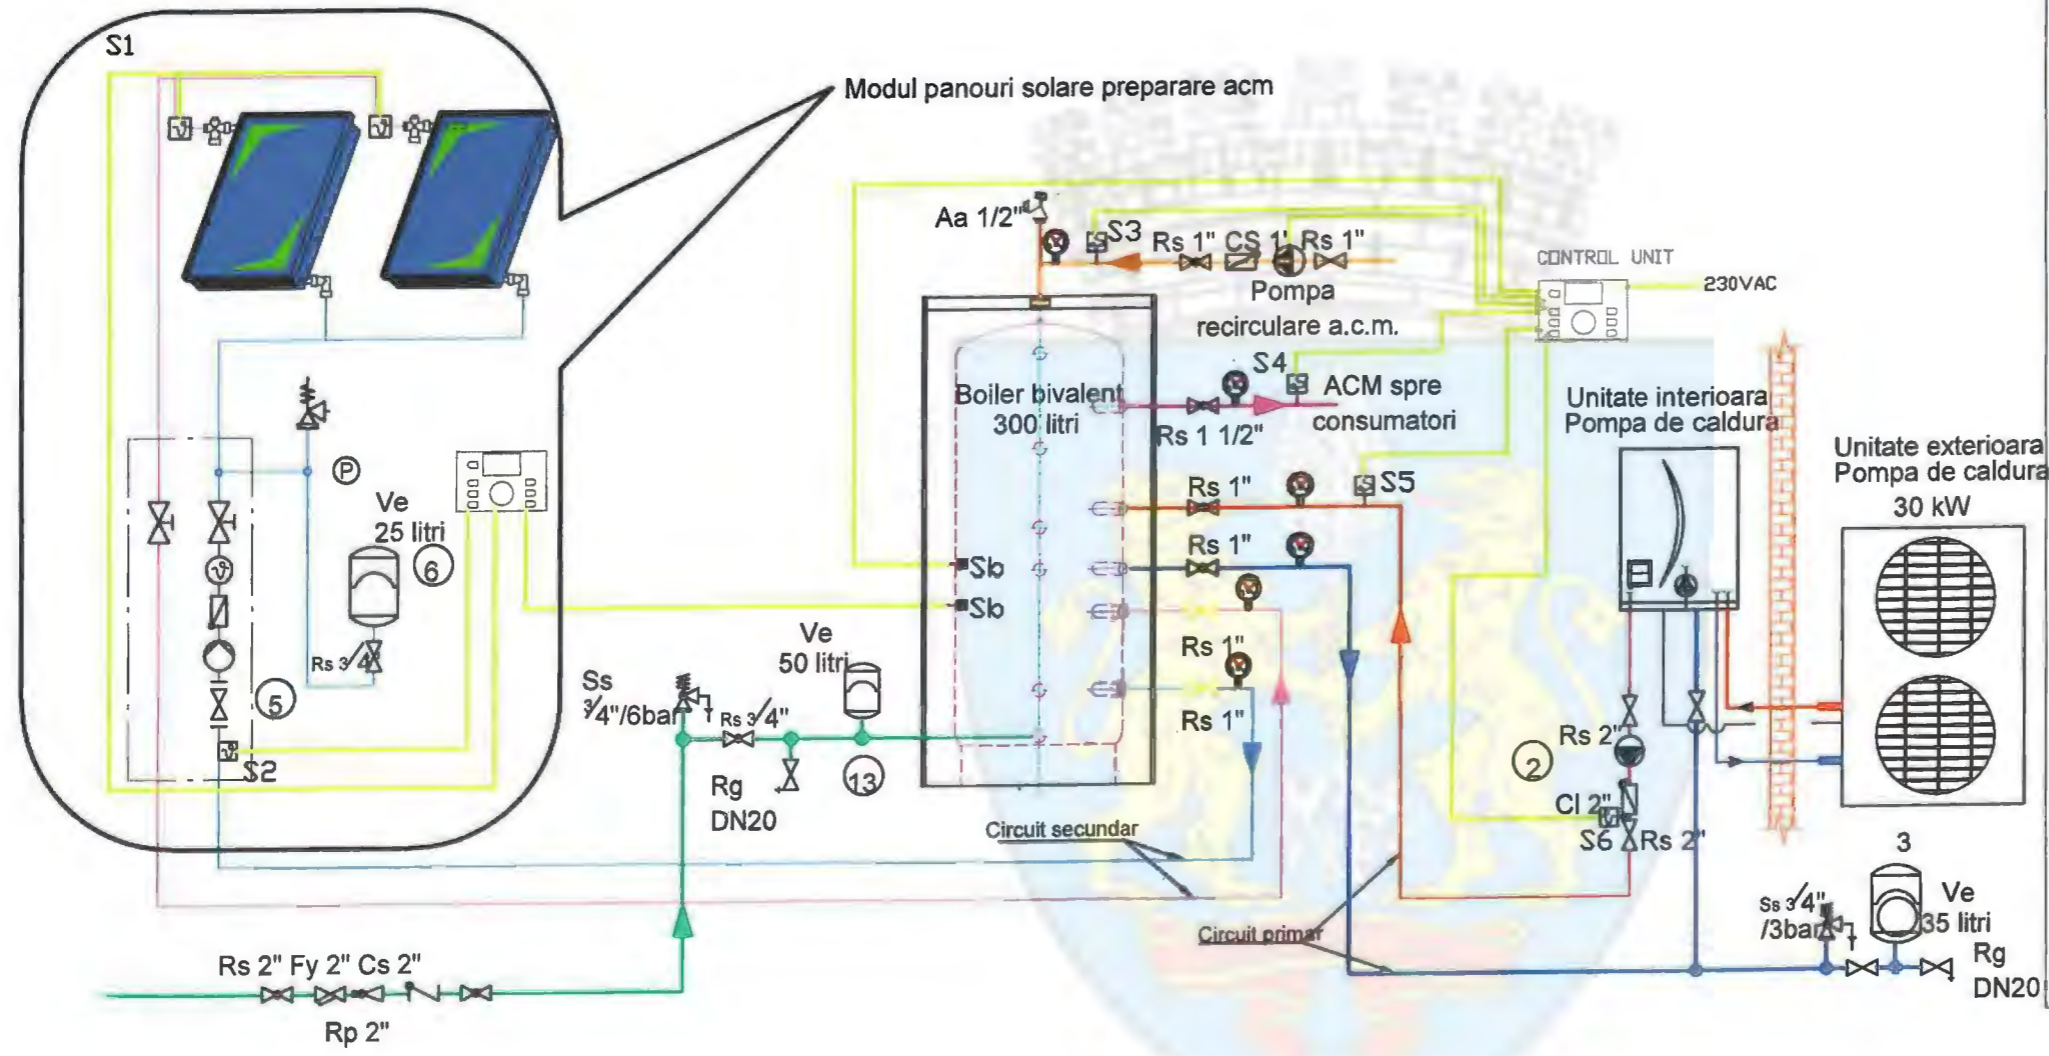 S1
Modul panouri solare preparare acm
Aa 1/2"
S3
Rs 1" CS 1" Rs 1"
Pompa
recirculare a.c.m.
CONTROL UNIT
230VAC
S4
ACM spre
consumatori
Boiler bivalent
300 litri
Rs 1 1/2"
Unitate interioara
Pompa de caldura
Unitate exterioara
Pompa de caldura
30 kW
P
Ve
25 litri
6
Rs 3/4"
5
S2
Rs 1"
S5
Rs 1"
Sb
Sb
Rs 1"
Rs 1"
Ve
50 litri
Ss
3/4"/6bar
Rs 3/4"
Rg
DN20
13
Rs 2"
2
Cl 2"
S6
Rs 2"
Circuit secundar
Circuit primar
3
Ss 3/4"
/3bar
Ve
35 litri
Rg
DN20
Rs 2" Fy 2" Cs 2"
Rp 2"